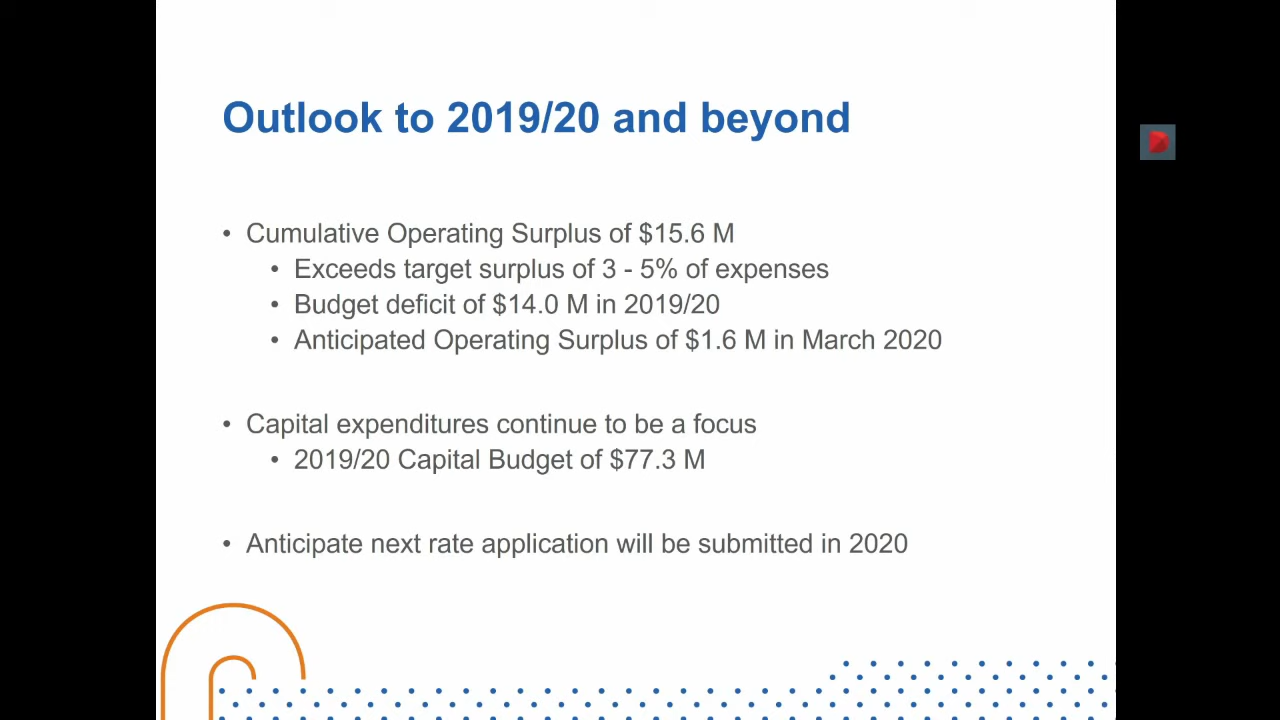 Outlook to 2019/20 and beyond
• Cumulative Operating Surplus of $15.6 M
• Exceeds target surplus of 3 - 5% of expenses
• Budget deficit of $14.0 M in 2019/20
• Anticipated Operating Surplus of $1.6 M in March 2020
• Capital expenditures continue to be a focus
• 2019/20 Capital Budget of $77.3 M
• Anticipate next rate application will be submitted in 2020